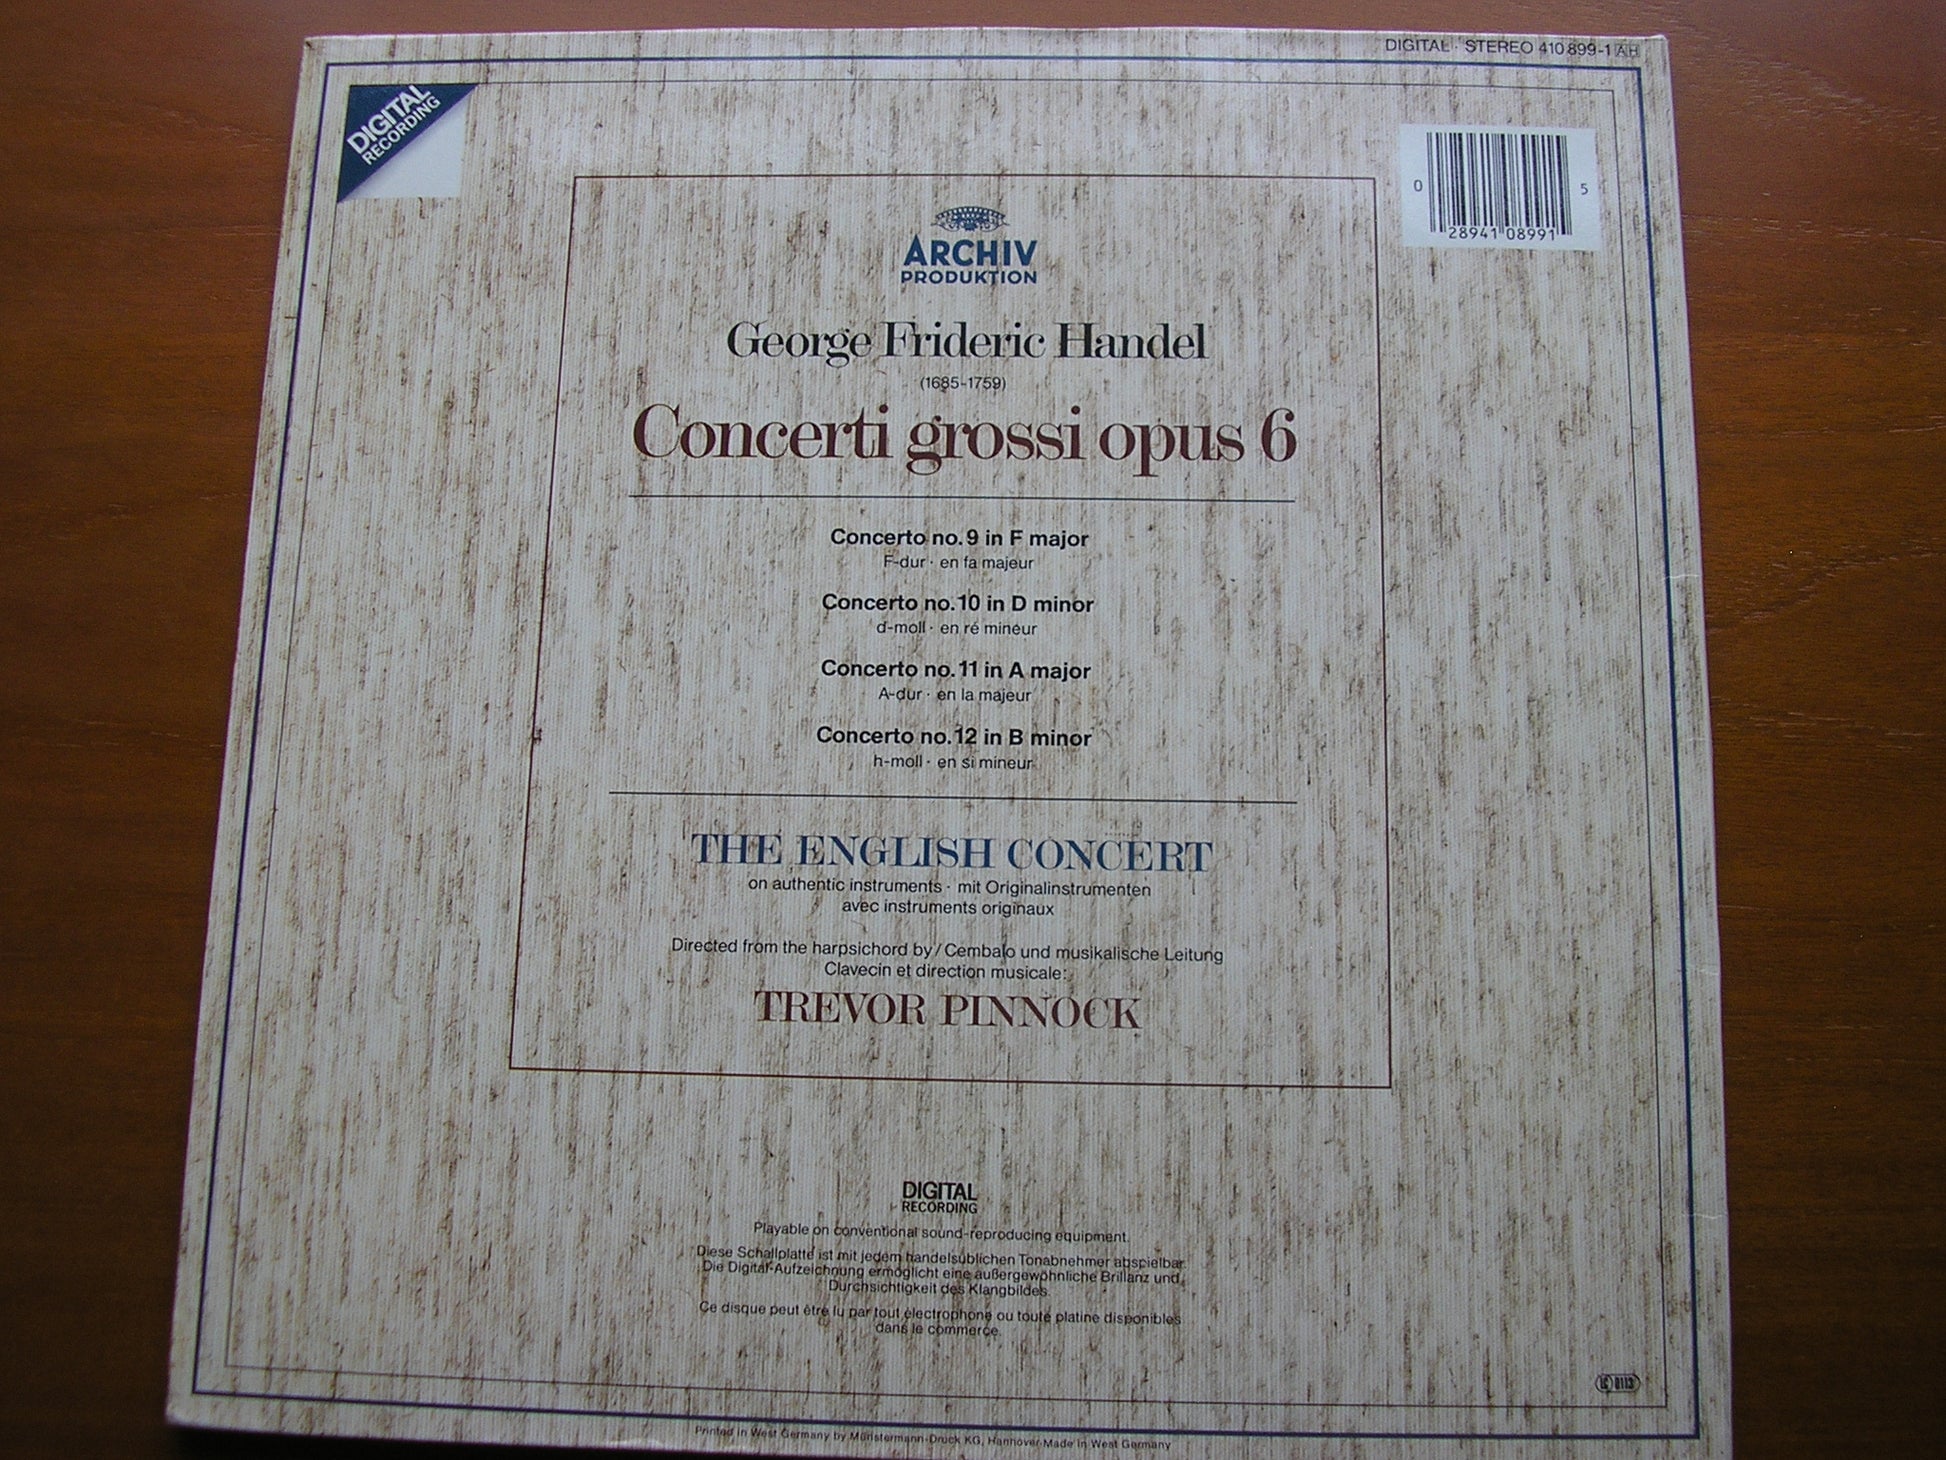 DIGITAL · STEREO 410 899-1 AH
DIGITAL
RECORDING
0 28941 08991 5
ARCHIV
PRODUKTION
George Frideric Handel
(1685-1759)
Concerti grossi opus 6
Concerto no. 9 in F major
F-dur · en fa majeur
Concerto no. 10 in D minor
d-moll · en ré mineur
Concerto no. 11 in A major
A-dur · en la majeur
Concerto no. 12 in B minor
h-moll · en si mineur
THE ENGLISH CONCERT
on authentic instruments · mit Originalinstrumenten
avec instruments originaux
Directed from the harpsichord by / Cembalo und musikalische Leitung
Clavecin et direction musicale:
TREVOR PINNOCK
DIGITAL
RECORDING
Playable on conventional sound-reproducing equipment.
Diese Schallplatte ist mit jedem handelsüblichen Tonabnehmer abspielbar.
Die Digital-Aufzeichnung ermöglicht eine außergewöhnliche Brillanz und
Durchsichtigkeit des Klangbildes.
Ce disque peut être lu par tout électrophone ou toute platine disponibles
dans le commerce.
LC 0113
Printed in West Germany by Münstermann-Druck KG, Hannover · Made in West Germany